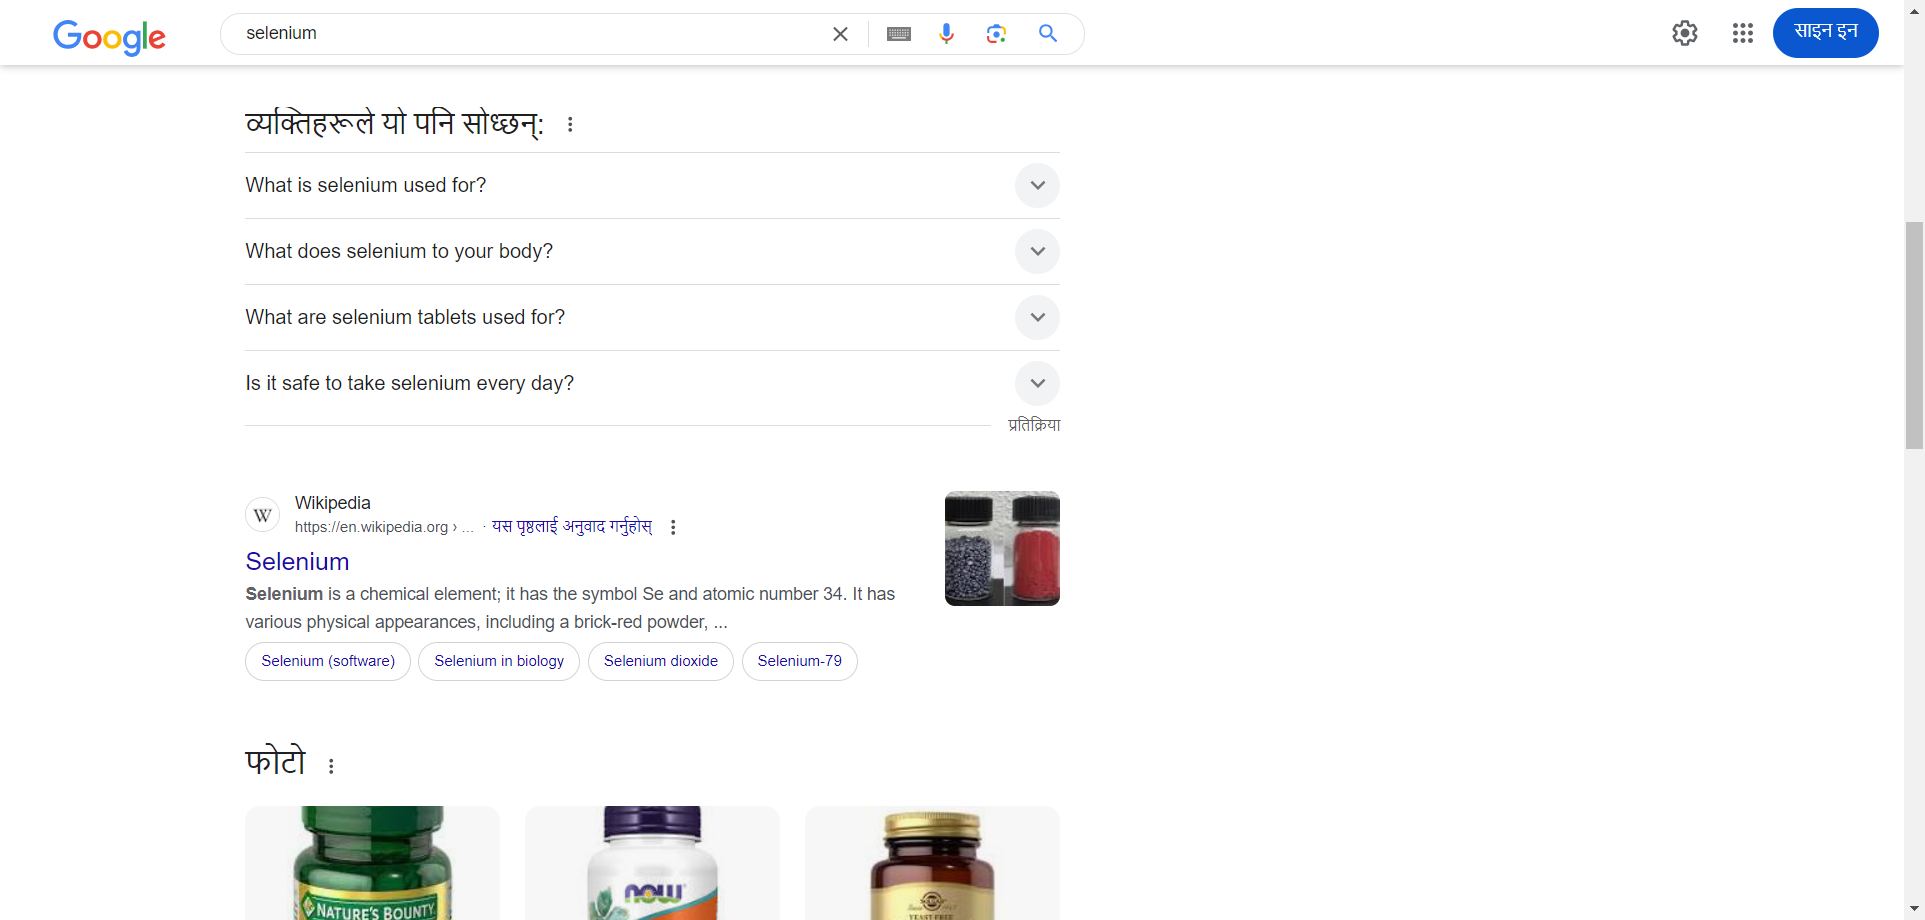 Google
selenium
साइन इन
व्यक्तिहरूले यो पनि सोध्छन्:
What is selenium used for?
What does selenium to your body?
What are selenium tablets used for?
Is it safe to take selenium every day?
प्रतिक्रिया
W
Wikipedia
https://en.wikipedia.org › ... · यस पृष्ठलाई अनुवाद गर्नुहोस्
Selenium
Selenium is a chemical element; it has the symbol Se and atomic number 34. It has
various physical appearances, including a brick-red powder, ...
Selenium (software) Selenium in biology Selenium dioxide Selenium-79
फोटो
NATURE'S BOUNTY
NOW
YEAST-FREE